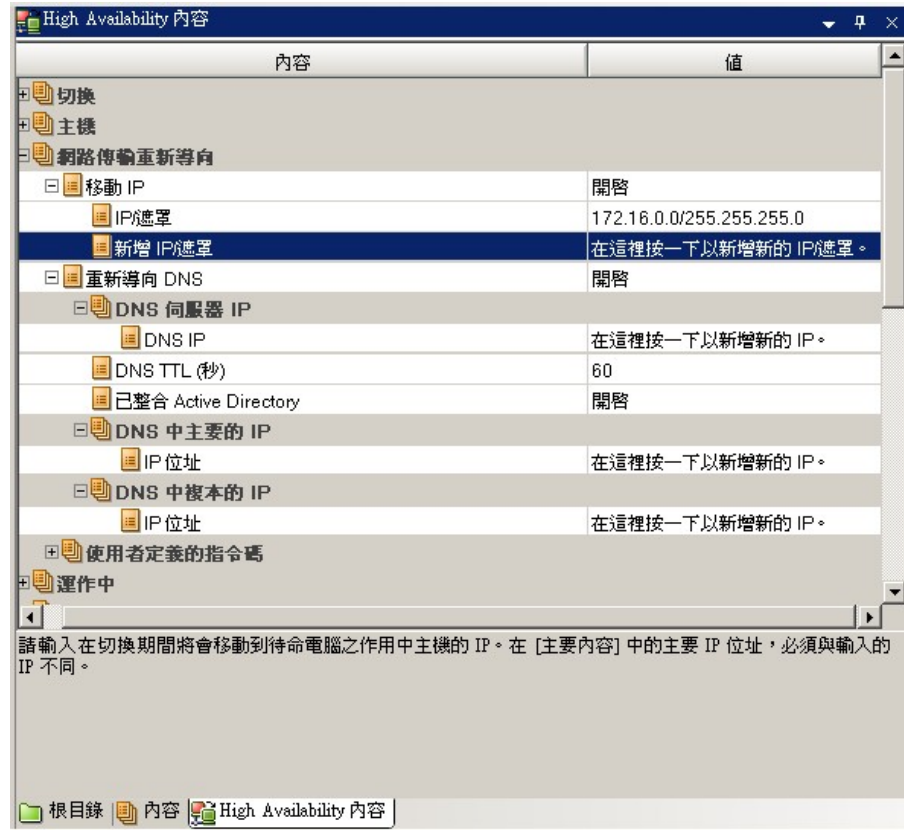 High Availability 內容
內容 值
切換
主機
網路傳輸重新導向
移動 IP 開啓
IP/遮罩 172.16.0.0/255.255.255.0
新增 IP/遮罩 在這裡按一下以新增新的 IP/遮罩。
重新導向 DNS 開啓
DNS 伺服器 IP
DNS IP 在這裡按一下以新增新的 IP。
DNS TTL (秒) 60
已整合 Active Directory 開啓
DNS 中主要的 IP
IP 位址 在這裡按一下以新增新的 IP。
DNS 中複本的 IP
IP 位址 在這裡按一下以新增新的 IP。
使用者定義的指令碼
運作中
請輸入在切換期間將會移動到待命電腦之作用中主機的 IP。在 [主要內容] 中的主要 IP 位址，必須與輸入的
IP 不同。
根目錄 內容 High Availability 內容